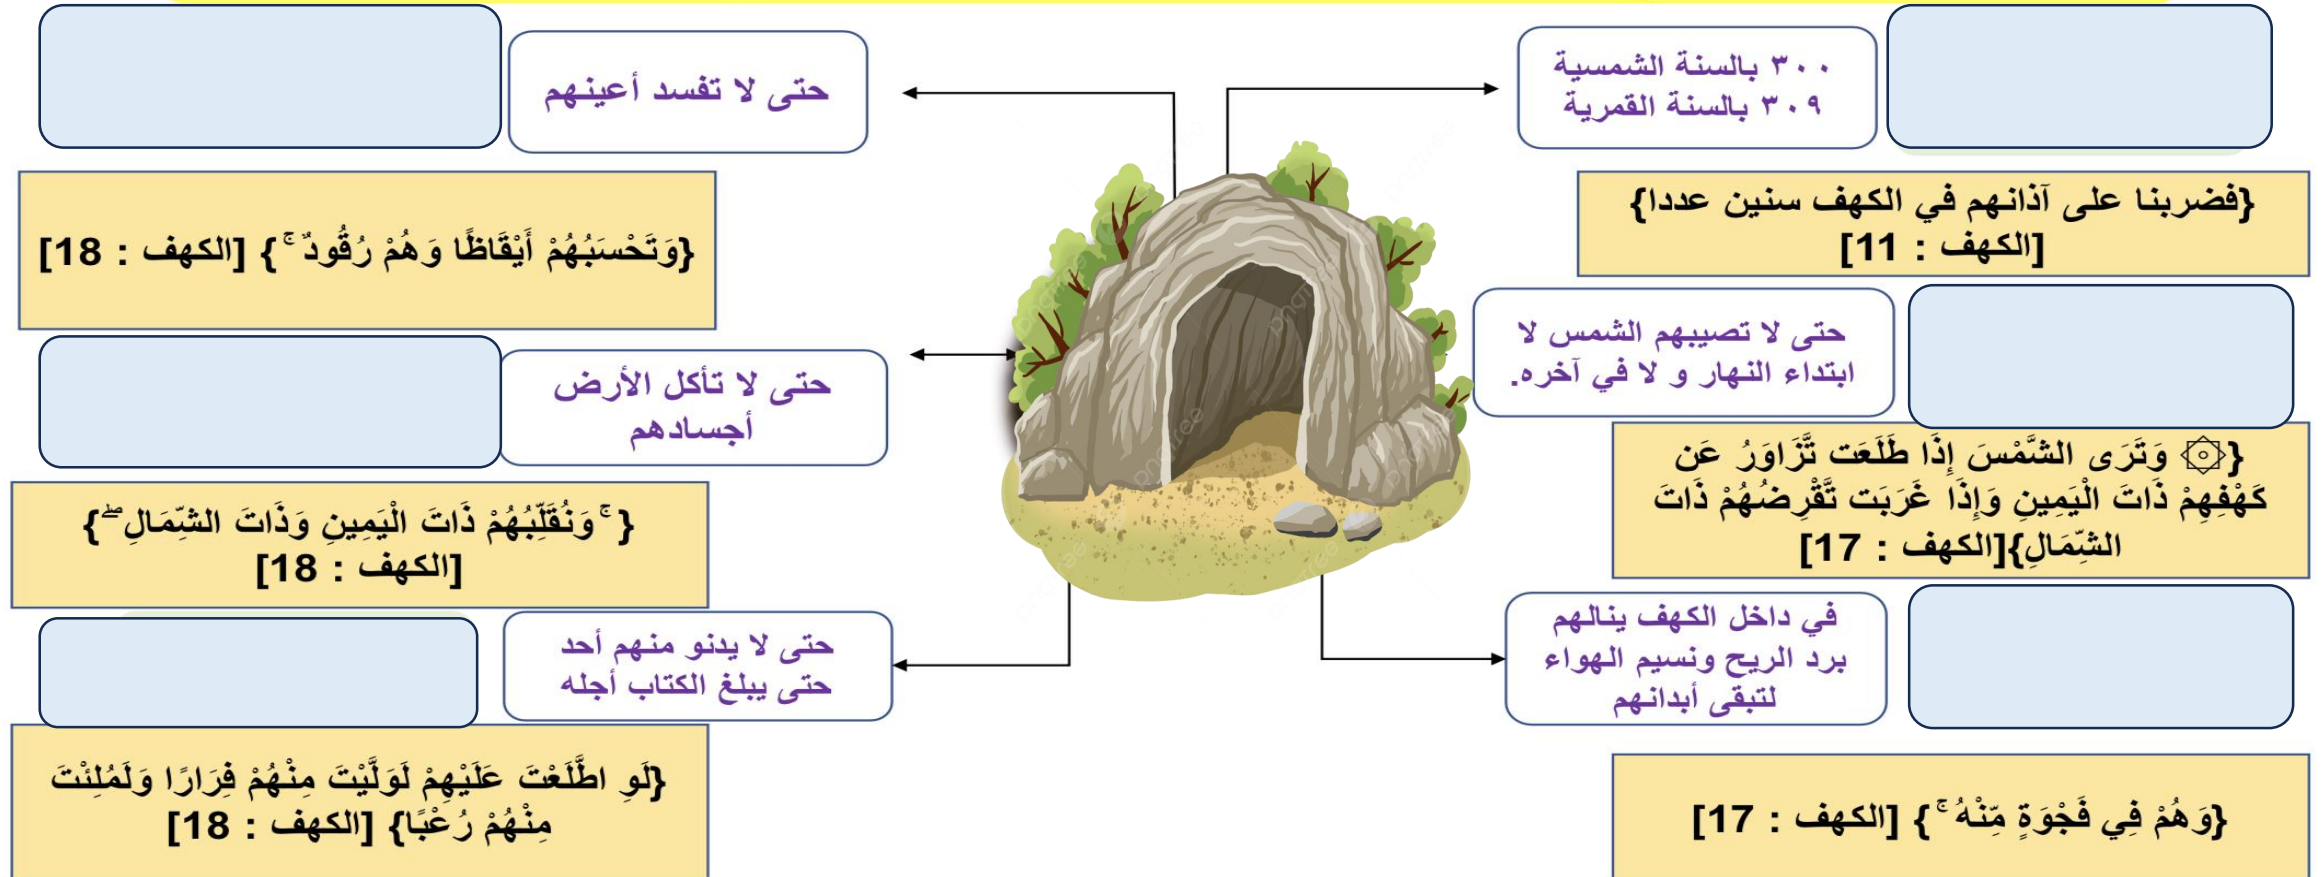 ٣٠٠ بالسنة الشمسية
٣٠٩ بالسنة القمرية
{فضربنا على آذانهم في الكهف سنين عددا}
[الكهف : 11]
حتى لا تصيبهم الشمس لا
ابتداء النهار و لا في آخره.
{۞ وَتَرَى الشَّمْسَ إِذَا طَلَعَت تَّزَاوَرُ عَن
كَهْفِهِمْ ذَاتَ الْيَمِينِ وَإِذَا غَرَبَت تَّقْرِضُهُمْ ذَاتَ
الشِّمَالِ}[الكهف : 17]
في داخل الكهف ينالهم
برد الريح ونسيم الهواء
لتبقى أبدانهم
{وَهُمْ فِي فَجْوَةٍ مِّنْهُ ۚ} [الكهف : 17]
حتى لا تفسد أعينهم
{وَتَحْسَبُهُمْ أَيْقَاظًا وَهُمْ رُقُودٌ ۚ} [الكهف : 18]
حتى لا تأكل الأرض
أجسادهم
{ ۚ وَنُقَلِّبُهُمْ ذَاتَ الْيَمِينِ وَذَاتَ الشِّمَالِ ۖ}
[الكهف : 18]
حتى لا يدنو منهم أحد
حتى يبلغ الكتاب أجله
{لَوِ اطَّلَعْتَ عَلَيْهِمْ لَوَلَّيْتَ مِنْهُمْ فِرَارًا وَلَمُلِئْتَ
مِنْهُمْ رُعْبًا} [الكهف : 18]